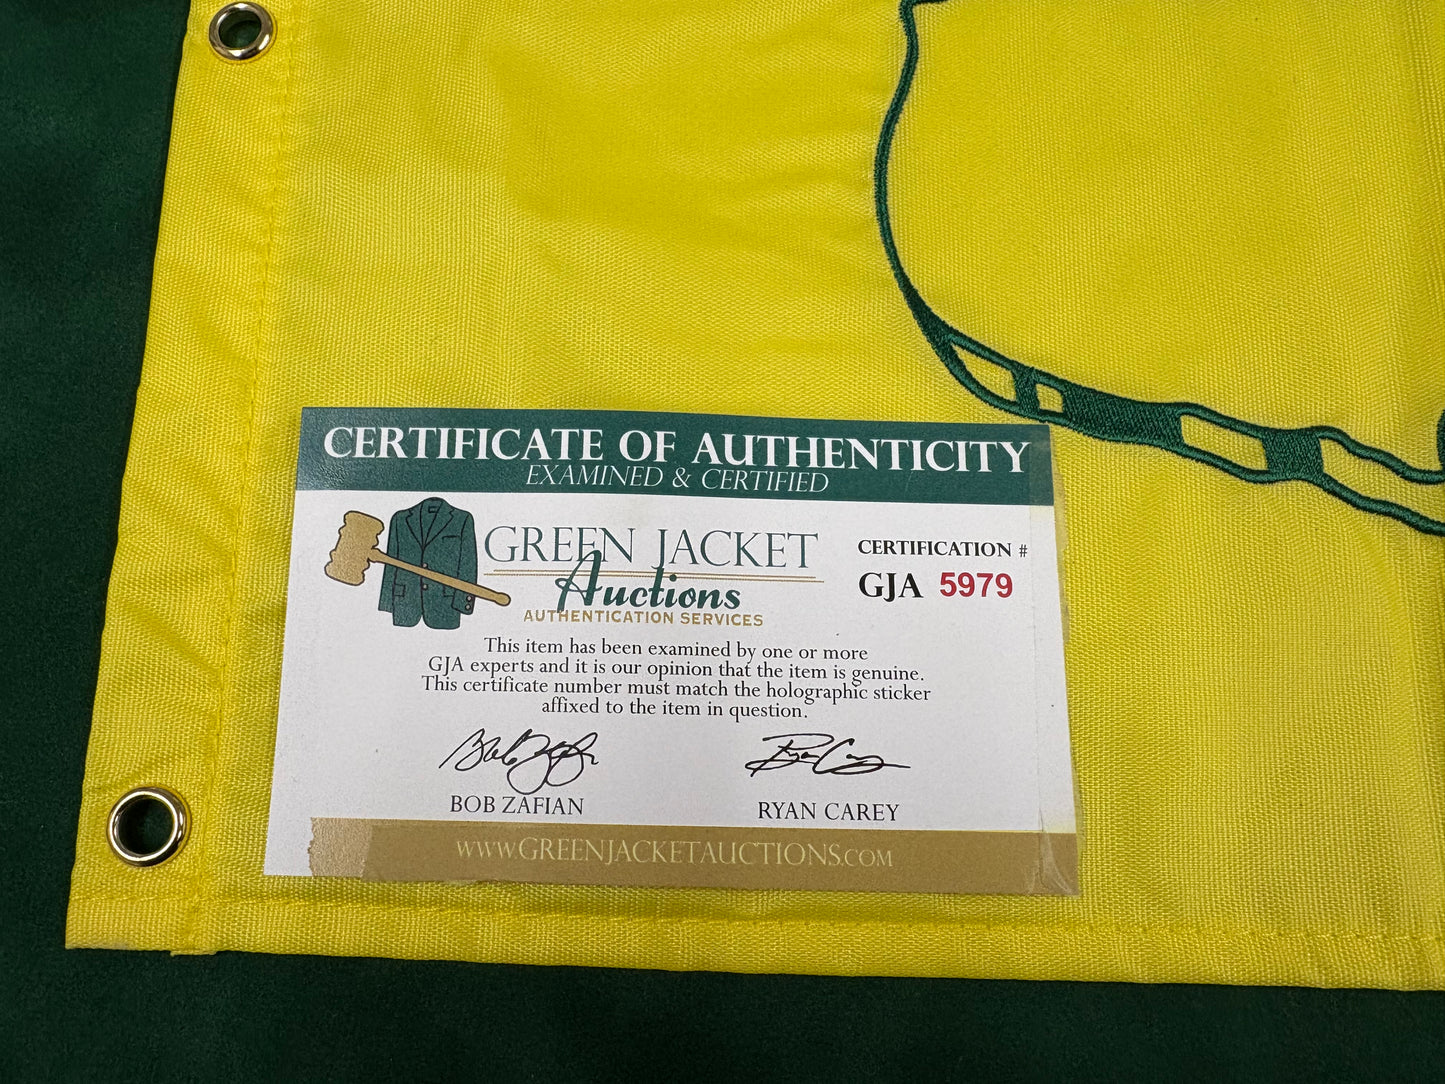 CERTIFICATE OF AUTHENTICITY
EXAMINED & CERTIFIED
GREEN JACKET
Auctions
AUTHENTICATION SERVICES
CERTIFICATION #
GJA 5979
This item has been examined by one or more
GJA experts and it is our opinion that the item is genuine.
This certificate number must match the holographic sticker
affixed to the item in question.
BOB ZAFIAN
RYAN CAREY
WWW.GREENJACKETAUCTIONS.COM